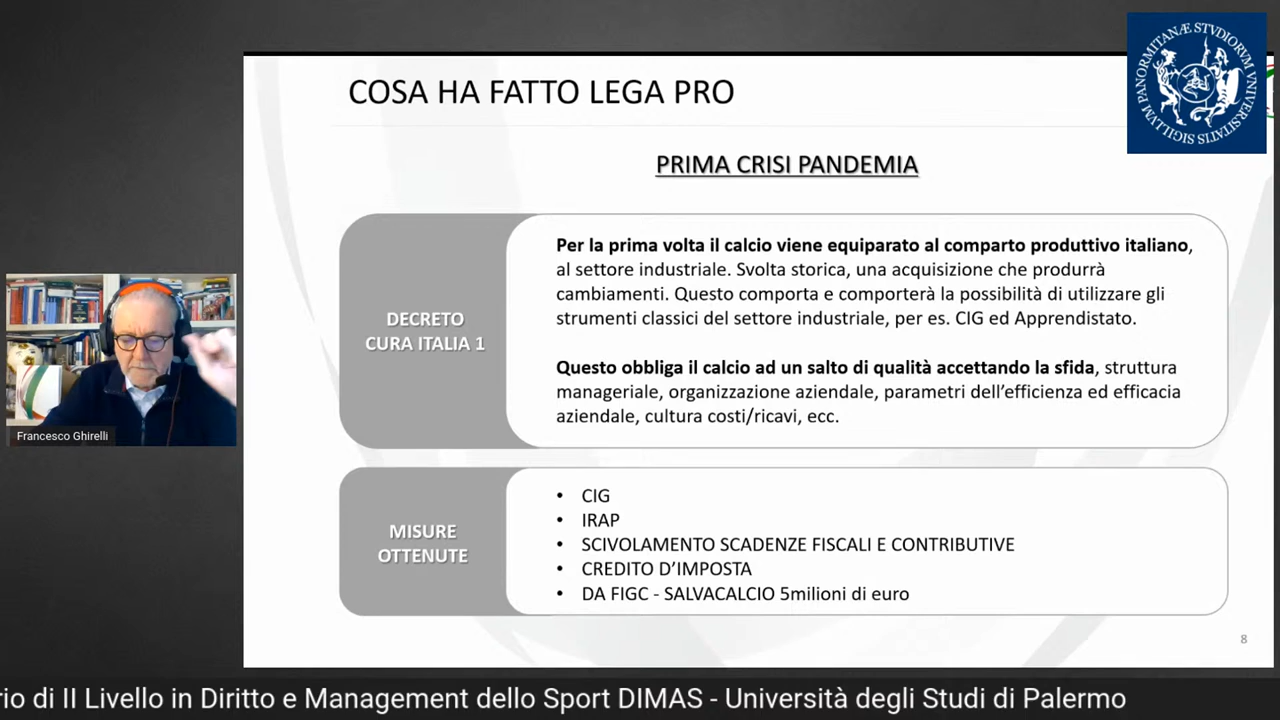 COSA HA FATTO LEGA PRO
PRIMA CRISI PANDEMIA
DECRETO
CURA ITALIA 1
Per la prima volta il calcio viene equiparato al comparto produttivo italiano,
al settore industriale. Svolta storica, una acquisizione che produrrà
cambiamenti. Questo comporta e comporterà la possibilità di utilizzare gli
strumenti classici del settore industriale, per es. CIG ed Apprendistato.
Questo obbliga il calcio ad un salto di qualità accettando la sfida, struttura
manageriale, organizzazione aziendale, parametri dell’efficienza ed efficacia
aziendale, cultura costi/ricavi, ecc.
MISURE
OTTENUTE
• CIG
• IRAP
• SCIVOLAMENTO SCADENZE FISCALI E CONTRIBUTIVE
• CREDITO D’IMPOSTA
• DA FIGC - SALVACALCIO 5milioni di euro
8
SIGILLVM PANORMITANÆ STVDIORVM VNIVERSITATIS
Francesco Ghirelli
rio di II Livello in Diritto e Management dello Sport DIMAS - Università degli Studi di Palermo